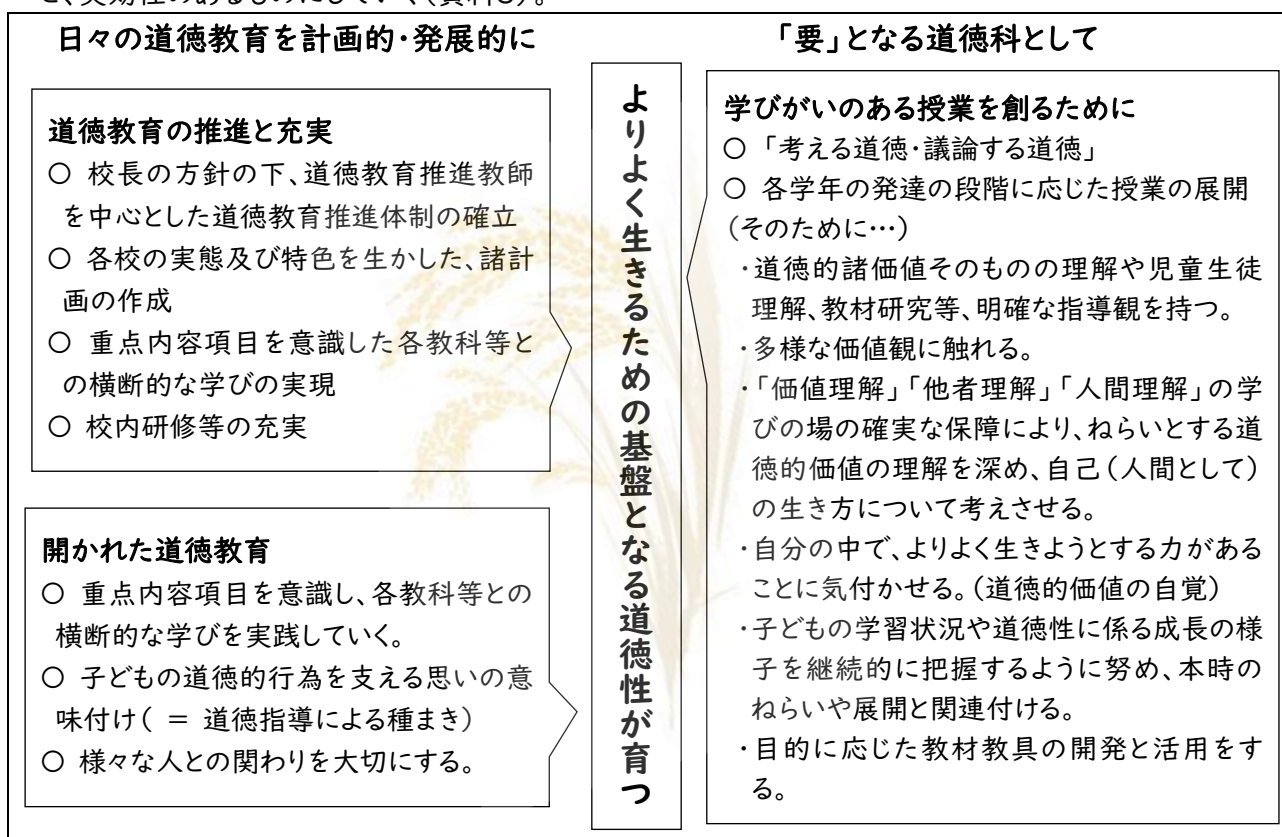 日々の道徳教育を計画的・発展的に
道徳教育の推進と充実
○ 校長の方針の下、道徳教育推進教師
を中心とした道徳教育推進体制の確立
○ 各校の実態及び特色を生かした、諸計
画の作成
○ 重点内容項目を意識した各教科等と
の横断的な学びの実現
○ 校内研修等の充実
開かれた道徳教育
○ 重点内容項目を意識し、各教科等との
横断的な学びを実践していく。
○ 子どもの道徳的行為を支える思いの意
味付け( = 道徳指導による種まき)
○ 様々な人との関わりを大切にする。
よりよく生きるための基盤となる道徳性が育つ
「要」となる道徳科として
学びがいのある授業を創るために
○ 「考える道徳・議論する道徳」
○ 各学年の発達の段階に応じた授業の展開
(そのために…)
・道徳的諸価値そのものの理解や児童生徒
理解、教材研究等、明確な指導観を持つ。
・多様な価値観に触れる。
・「価値理解」「他者理解」「人間理解」の学
びの場の確実な保障により、ねらいとする道
徳的価値の理解を深め、自己(人間として)
の生き方について考えさせる。
・自分の中で、よりよく生きようとする力がある
ことに気付かせる。(道徳的価値の自覚)
・子どもの学習状況や道徳性に係る成長の様
子を継続的に把握するように努め、本時の
ねらいや展開と関連付ける。
・目的に応じた教材教具の開発と活用をす
る。